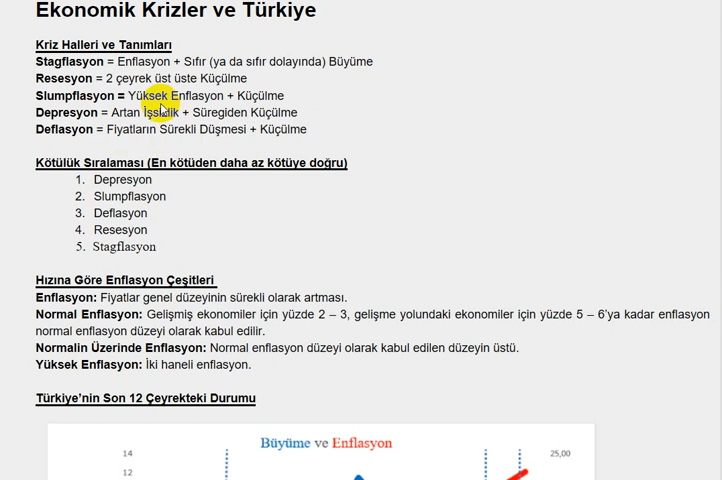 Ekonomik Krizler ve Türkiye
Kriz Halleri ve Tanımları
Stagflasyon = Enflasyon + Sıfır (ya da sıfır dolayında) Büyüme
Resesyon = 2 çeyrek üst üste Küçülme
Slumpflasyon = Yüksek Enflasyon + Küçülme
Depresyon = Artan İşsizlik + Süregiden Küçülme
Deflasyon = Fiyatların Sürekli Düşmesi + Küçülme
Kötülük Sıralaması (En kötüden daha az kötüye doğru)
1. Depresyon
2. Slumpflasyon
3. Deflasyon
4. Resesyon
5. Stagflasyon
Hızına Göre Enflasyon Çeşitleri
Enflasyon: Fiyatlar genel düzeyinin sürekli olarak artması.
Normal Enflasyon: Gelişmiş ekonomiler için yüzde 2 – 3, gelişme yolundaki ekonomiler için yüzde 5 – 6'ya kadar enflasyon
normal enflasyon düzeyi olarak kabul edilir.
Normalin Üzerinde Enflasyon: Normal enflasyon düzeyi olarak kabul edilen düzeyin üstü.
Yüksek Enflasyon: İki haneli enflasyon.
Türkiye'nin Son 12 Çeyrekteki Durumu
Büyüme ve Enflasyon
14 25,00
12